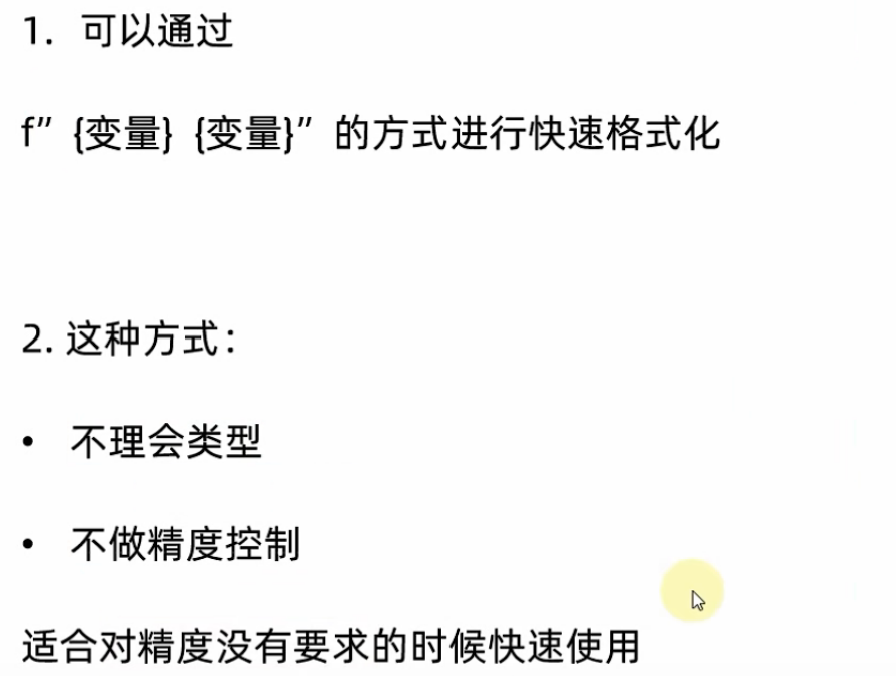 1. 可以通过
f”{变量} {变量}”的方式进行快速格式化
2. 这种方式：
• 不理会类型
• 不做精度控制
适合对精度没有要求的时候快速使用